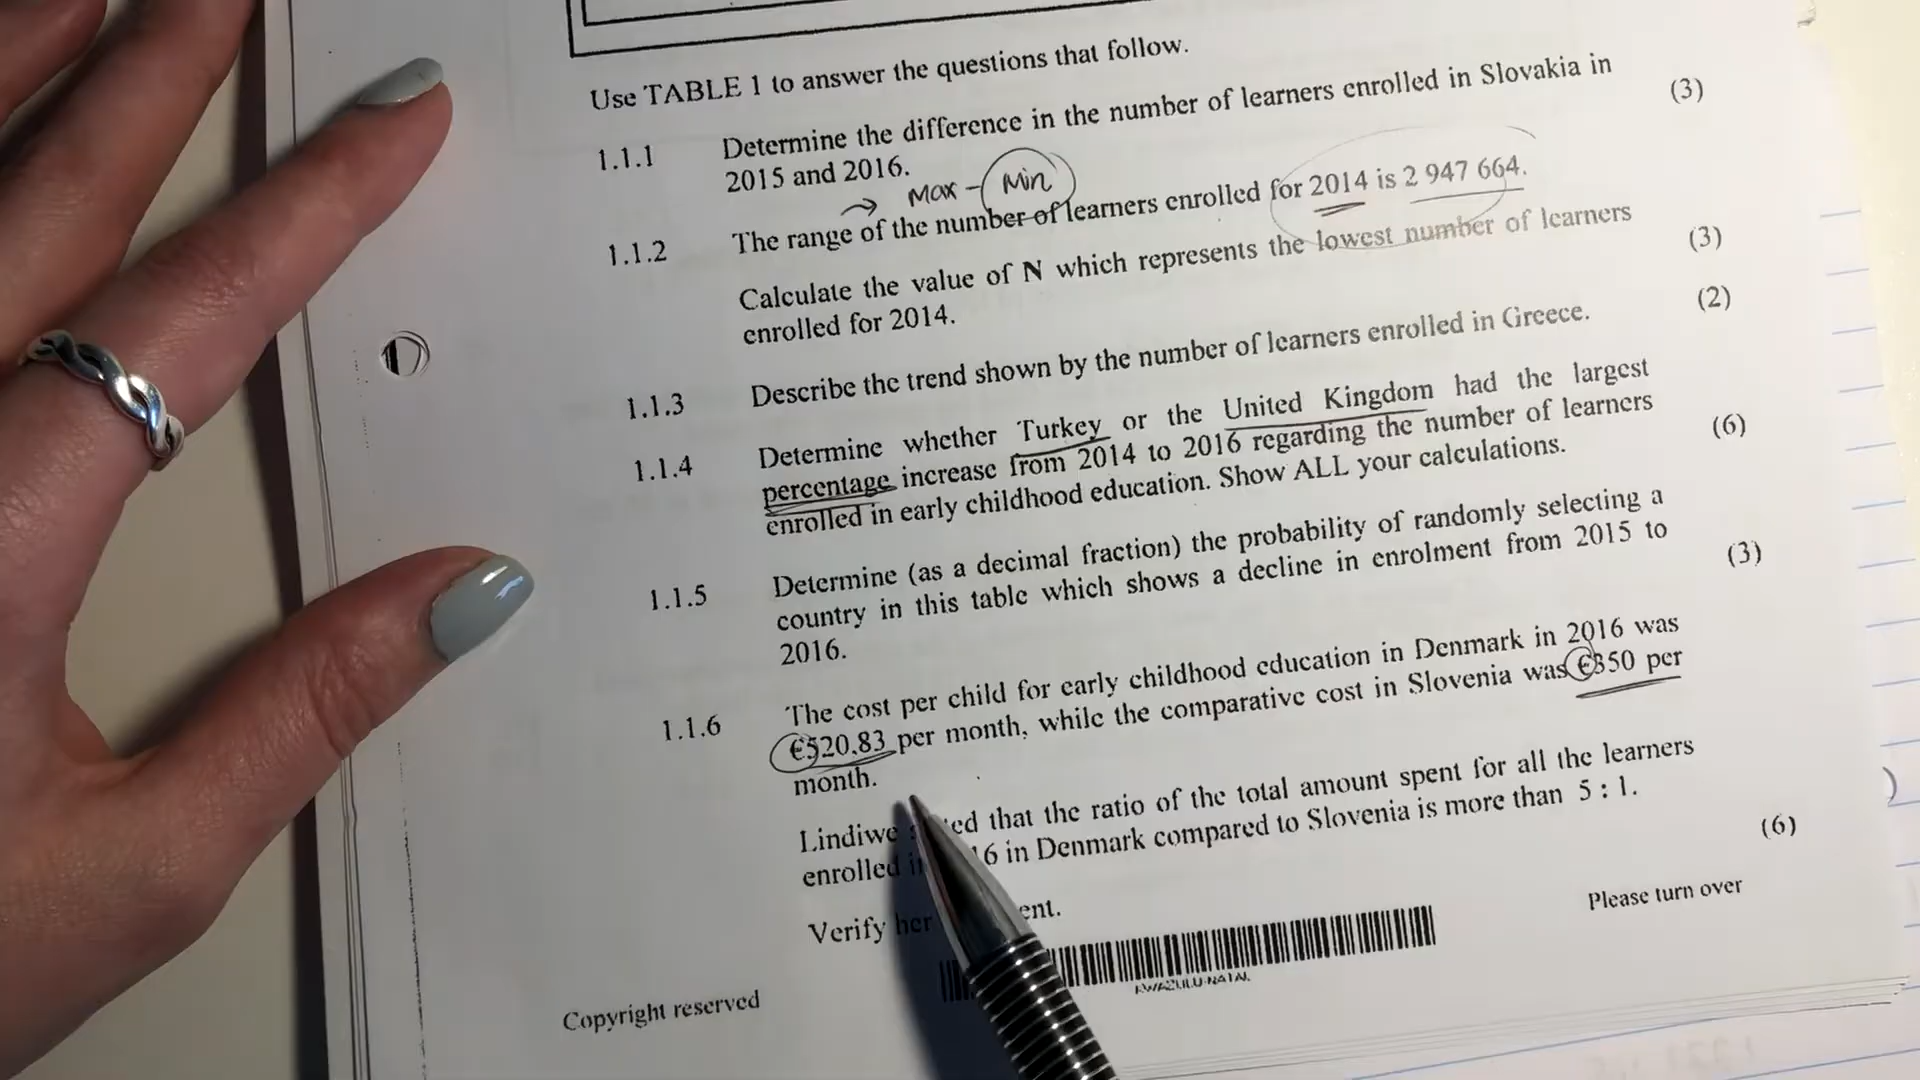 Use TABLE 1 to answer the questions that follow.
1.1.1 Determine the difference in the number of learners enrolled in Slovakia in
2015 and 2016. (3)
Max - Min
1.1.2 The range of the number of learners enrolled for 2014 is 2 947 664.
Calculate the value of N which represents the lowest number of learners
enrolled for 2014. (3)
1.1.3 Describe the trend shown by the number of learners enrolled in Greece. (2)
1.1.4 Determine whether Turkey or the United Kingdom had the largest
percentage increase from 2014 to 2016 regarding the number of learners
enrolled in early childhood education. Show ALL your calculations. (6)
1.1.5 Determine (as a decimal fraction) the probability of randomly selecting a
country in this table which shows a decline in enrolment from 2015 to
2016. (3)
1.1.6 The cost per child for early childhood education in Denmark in 2016 was
€520,83 per month, while the comparative cost in Slovenia was €350 per
month.
Lindiwe that the ratio of the total amount spent for all the learners
enrolled in Denmark compared to Slovenia is more than 5 : 1.
Verify her (6)
Please turn over
KWAZULU-NATAL
Copyright reserved